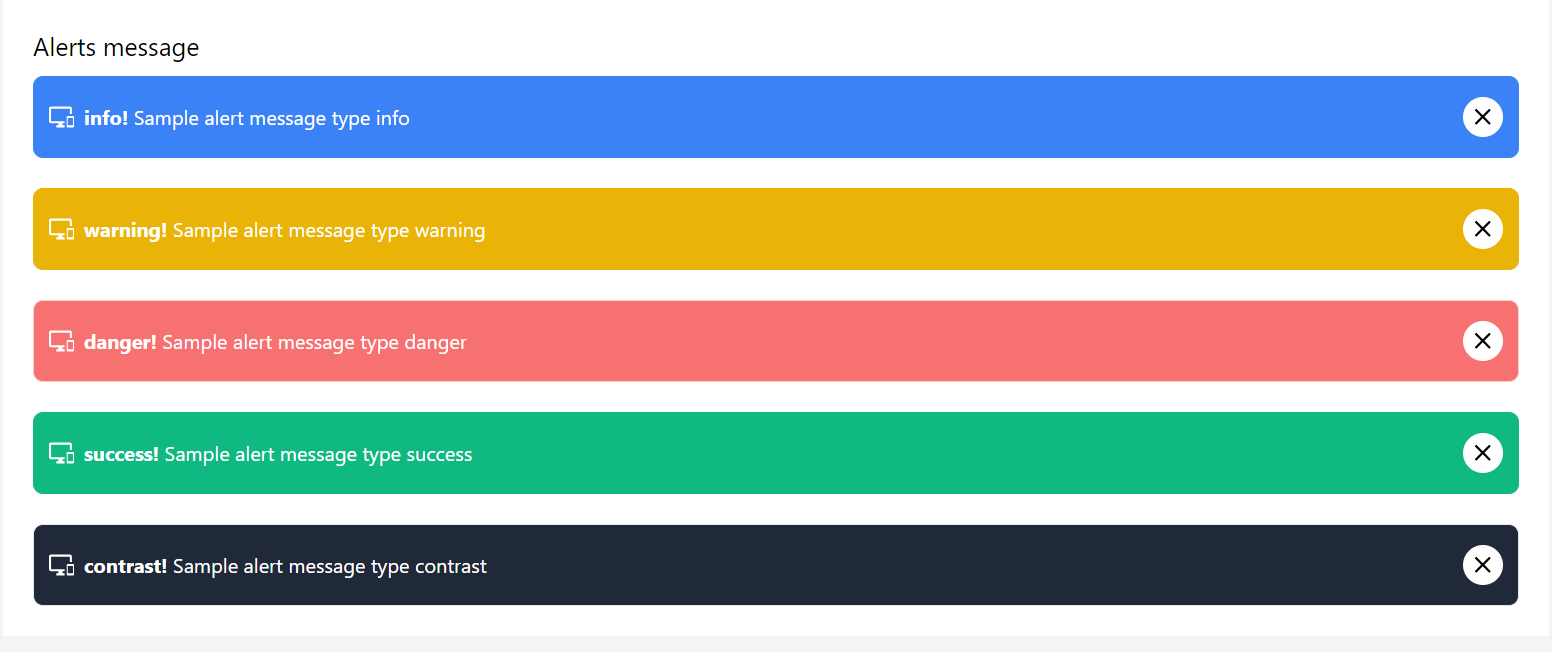 Alerts message
info! Sample alert message type info
warning! Sample alert message type warning
danger! Sample alert message type danger
success! Sample alert message type success
contrast! Sample alert message type contrast